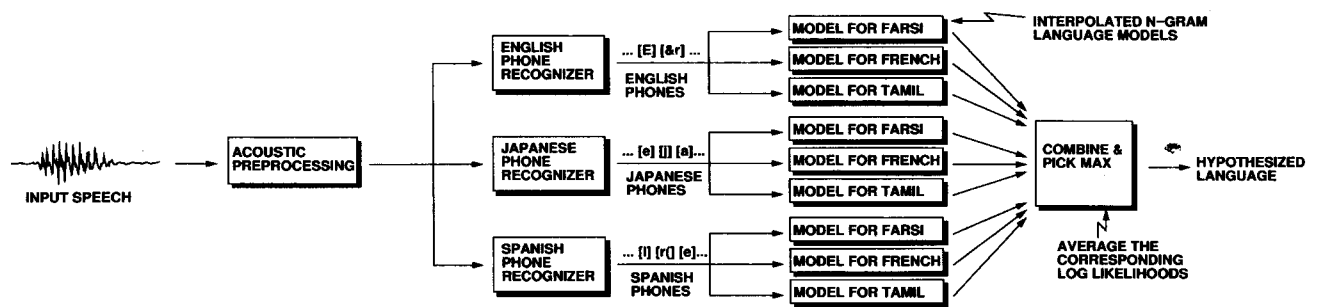 INPUT SPEECH
ACOUSTIC
PREPROCESSING
ENGLISH
PHONE
RECOGNIZER
... [E] [&r] ...
ENGLISH
PHONES
MODEL FOR FARSI
MODEL FOR FRENCH
MODEL FOR TAMIL
INTERPOLATED N-GRAM
LANGUAGE MODELS
JAPANESE
PHONE
RECOGNIZER
... [e] [j] [a]...
JAPANESE
PHONES
MODEL FOR FARSI
MODEL FOR FRENCH
MODEL FOR TAMIL
SPANISH
PHONE
RECOGNIZER
... [l] [r(] [e]...
SPANISH
PHONES
MODEL FOR FARSI
MODEL FOR FRENCH
MODEL FOR TAMIL
COMBINE &
PICK MAX
HYPOTHESIZED
LANGUAGE
AVERAGE THE
CORRESPONDING
LOG LIKELIHOODS